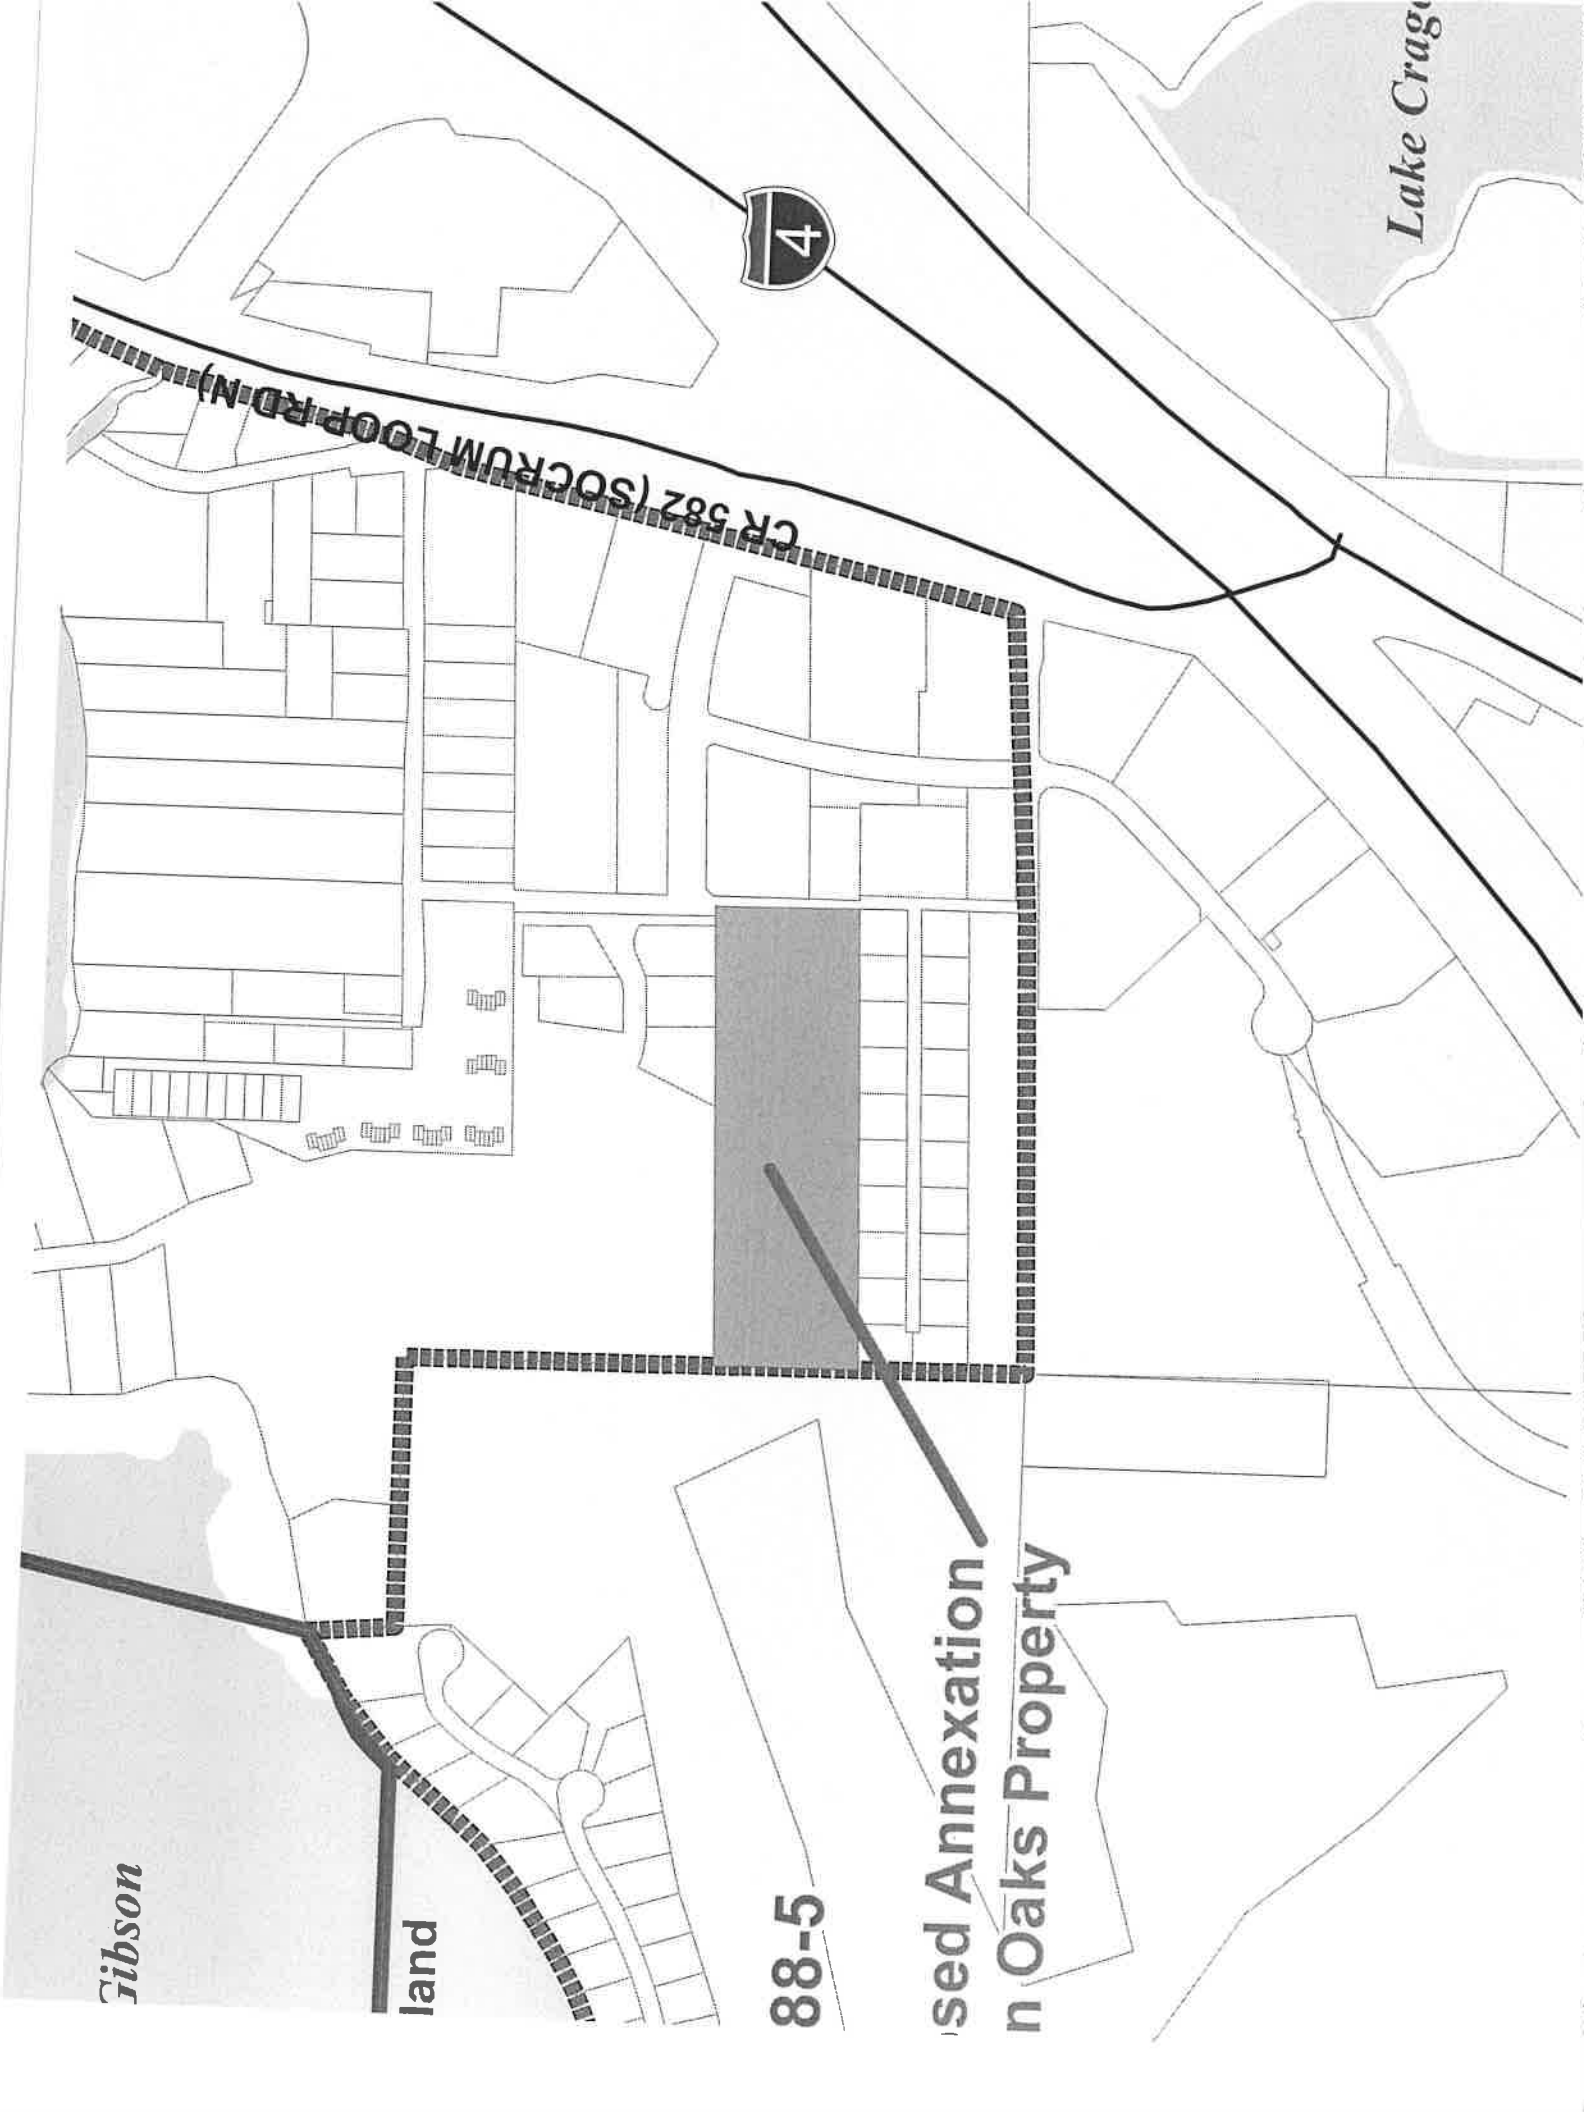 Gibson
land
88-5
sed Annexation
n Oaks Property
CR 582 (SOCRUM LOOP RD N)
4
Lake Crag